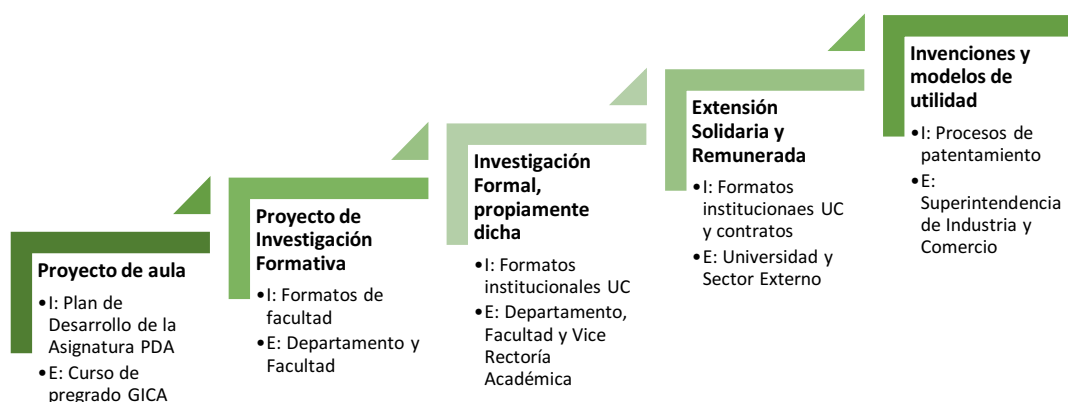 Proyecto de aula
•I: Plan de
Desarrollo de la
Asignatura PDA
•E: Curso de
pregrado GICA
Proyecto de
Investigación
Formativa
•I: Formatos de
facultad
•E: Departamento y
Facultad
Investigación
Formal,
propiamente
dicha
•I: Formatos
institucionales UC
•E: Departamento,
Facultad y Vice
Rectoría
Académica
Extensión
Solidaria y
Remunerada
•I: Formatos
institucionaes UC
y contratos
•E: Universidad y
Sector Externo
Invenciones y
modelos de
utilidad
•I: Procesos de
patentamiento
•E:
Superintendencia
de Industria y
Comercio